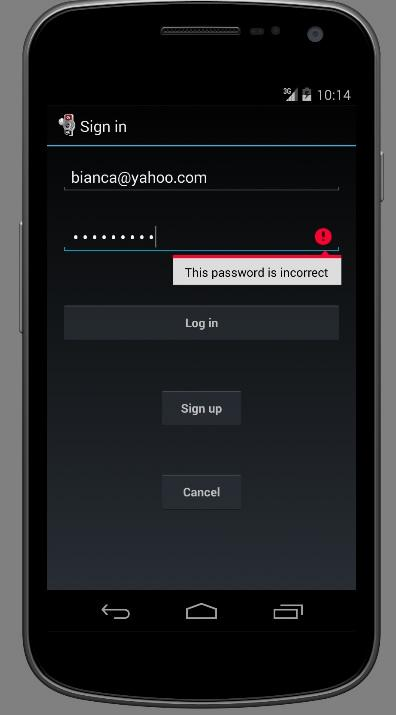 3G 10:14
Sign in
bianca@yahoo.com
•••••••••
This password is incorrect
Log in
Sign up
Cancel